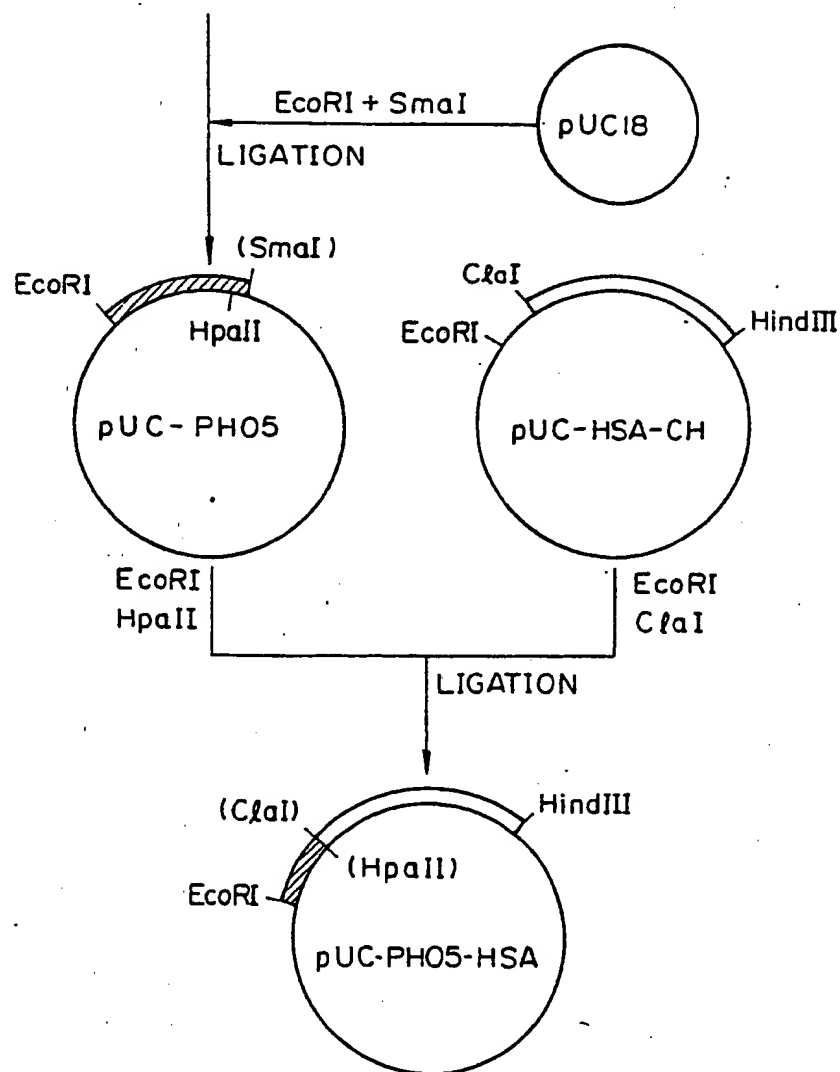 EcoRI + SmaI
pUC18
LIGATION
(SmaI)
EcoRI
HpaII
ClaI
EcoRI
HindIII
pUC-PHO5
pUC-HSA-CH
EcoRI
HpaII
EcoRI
ClaI
LIGATION
(ClaI)
HindIII
(HpaII)
EcoRI
pUC-PHO5-HSA